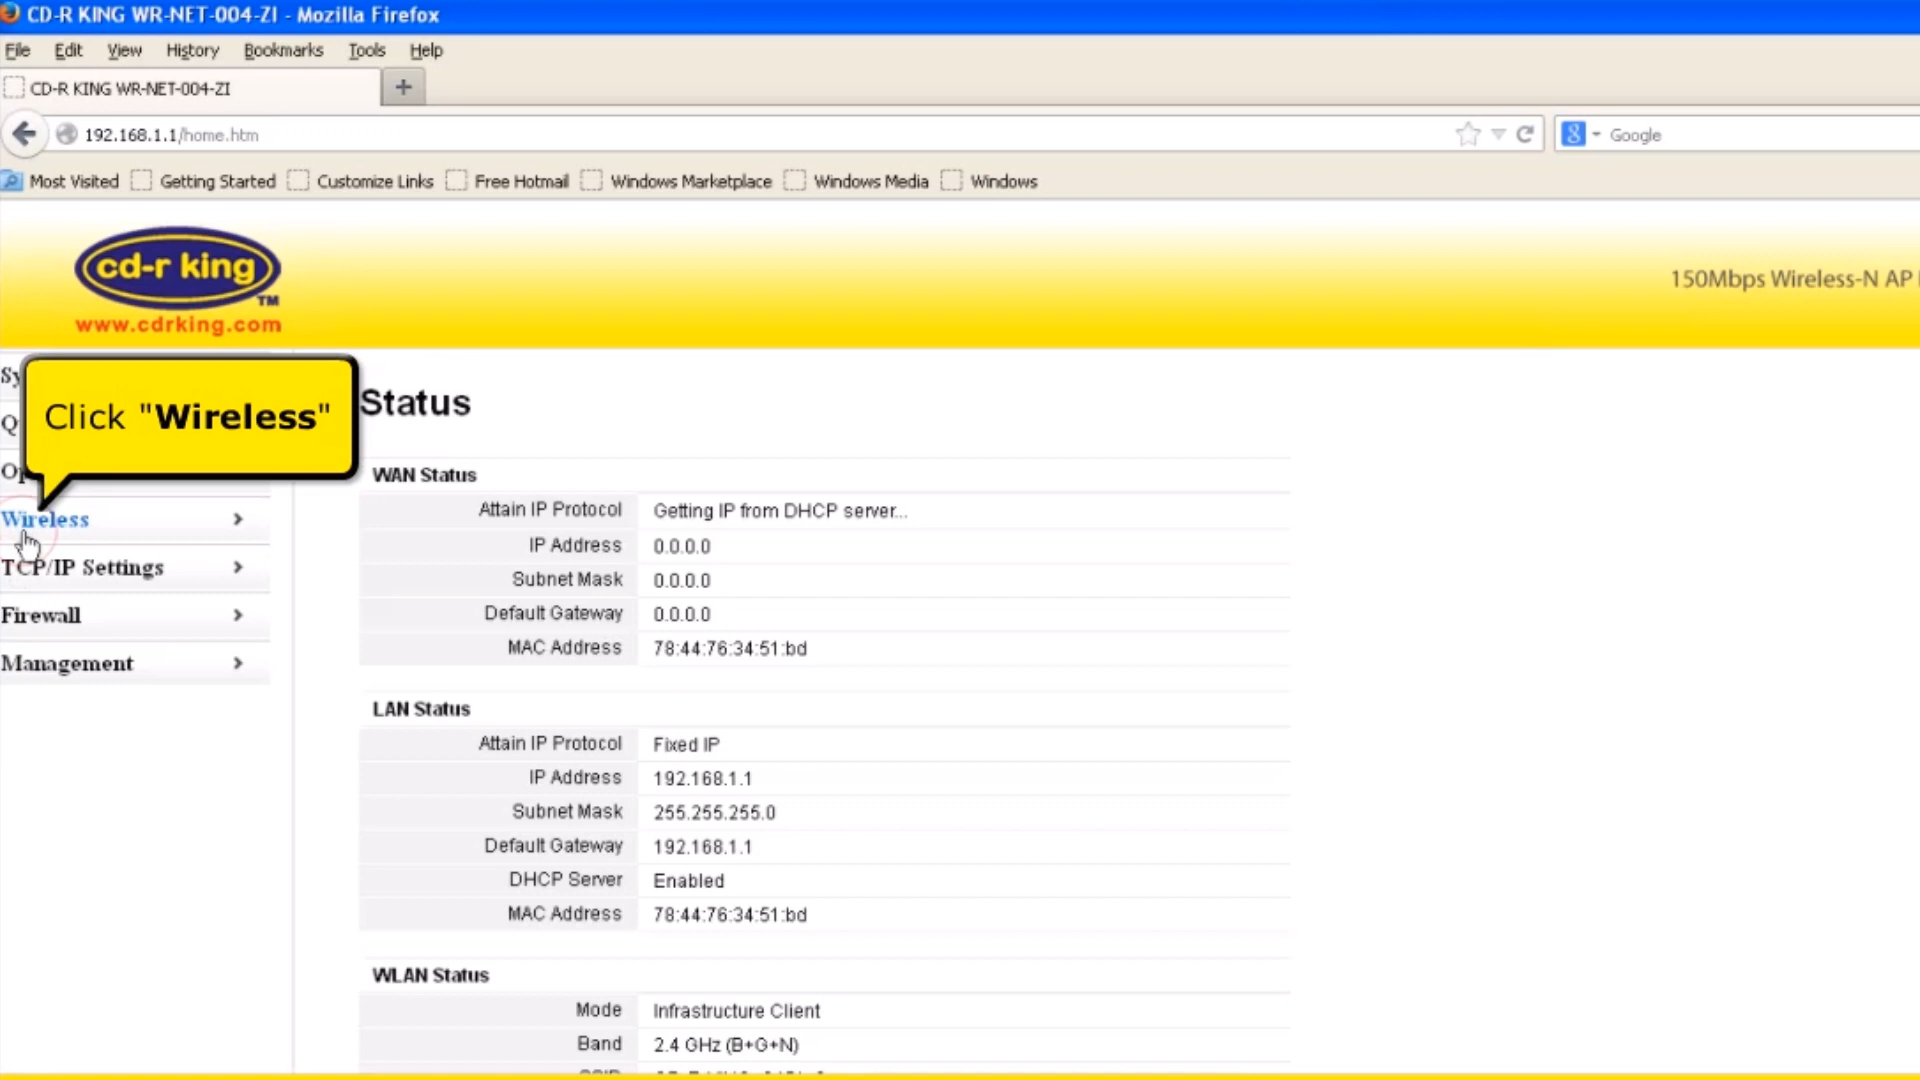 CD-R KING WR-NET-004-ZI - Mozilla Firefox
File Edit View History Bookmarks Tools Help
CD-R KING WR-NET-004-ZI +
192.168.1.1/home.htm
8 Google
Most Visited Getting Started Customize Links Free Hotmail Windows Marketplace Windows Media Windows
cd-r king TM
www.cdrking.com
150Mbps Wireless-N AP
Click "Wireless"
Wireless
TCP/IP Settings
Firewall
Management
Status
WAN Status
Attain IP Protocol Getting IP from DHCP server...
IP Address 0.0.0.0
Subnet Mask 0.0.0.0
Default Gateway 0.0.0.0
MAC Address 78:44:76:34:51:bd
LAN Status
Attain IP Protocol Fixed IP
IP Address 192.168.1.1
Subnet Mask 255.255.255.0
Default Gateway 192.168.1.1
DHCP Server Enabled
MAC Address 78:44:76:34:51:bd
WLAN Status
Mode Infrastructure Client
Band 2.4 GHz (B+G+N)